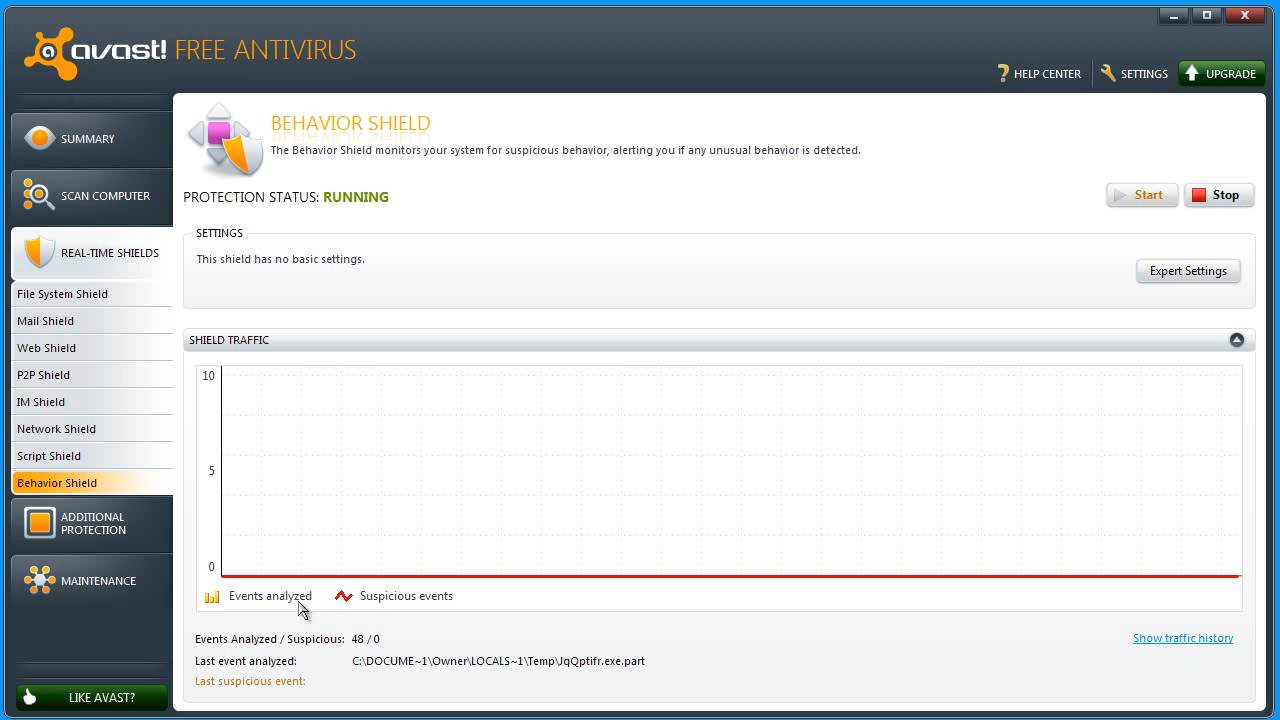 avast! FREE ANTIVIRUS
HELP CENTER
SETTINGS
UPGRADE
SUMMARY
SCAN COMPUTER
REAL-TIME SHIELDS
File System Shield
Mail Shield
Web Shield
P2P Shield
IM Shield
Network Shield
Script Shield
Behavior Shield
ADDITIONAL
PROTECTION
MAINTENANCE
LIKE AVAST?
BEHAVIOR SHIELD
The Behavior Shield monitors your system for suspicious behavior, alerting you if any unusual behavior is detected.
PROTECTION STATUS: RUNNING
Start
Stop
SETTINGS
This shield has no basic settings.
Expert Settings
SHIELD TRAFFIC
10
5
0
Events analyzed
Suspicious events
Events Analyzed / Suspicious: 48 / 0
Show traffic history
Last event analyzed: C:\DOCUME~1\Owner\LOCALS~1\Temp\JqQptifr.exe.part
Last suspicious event: